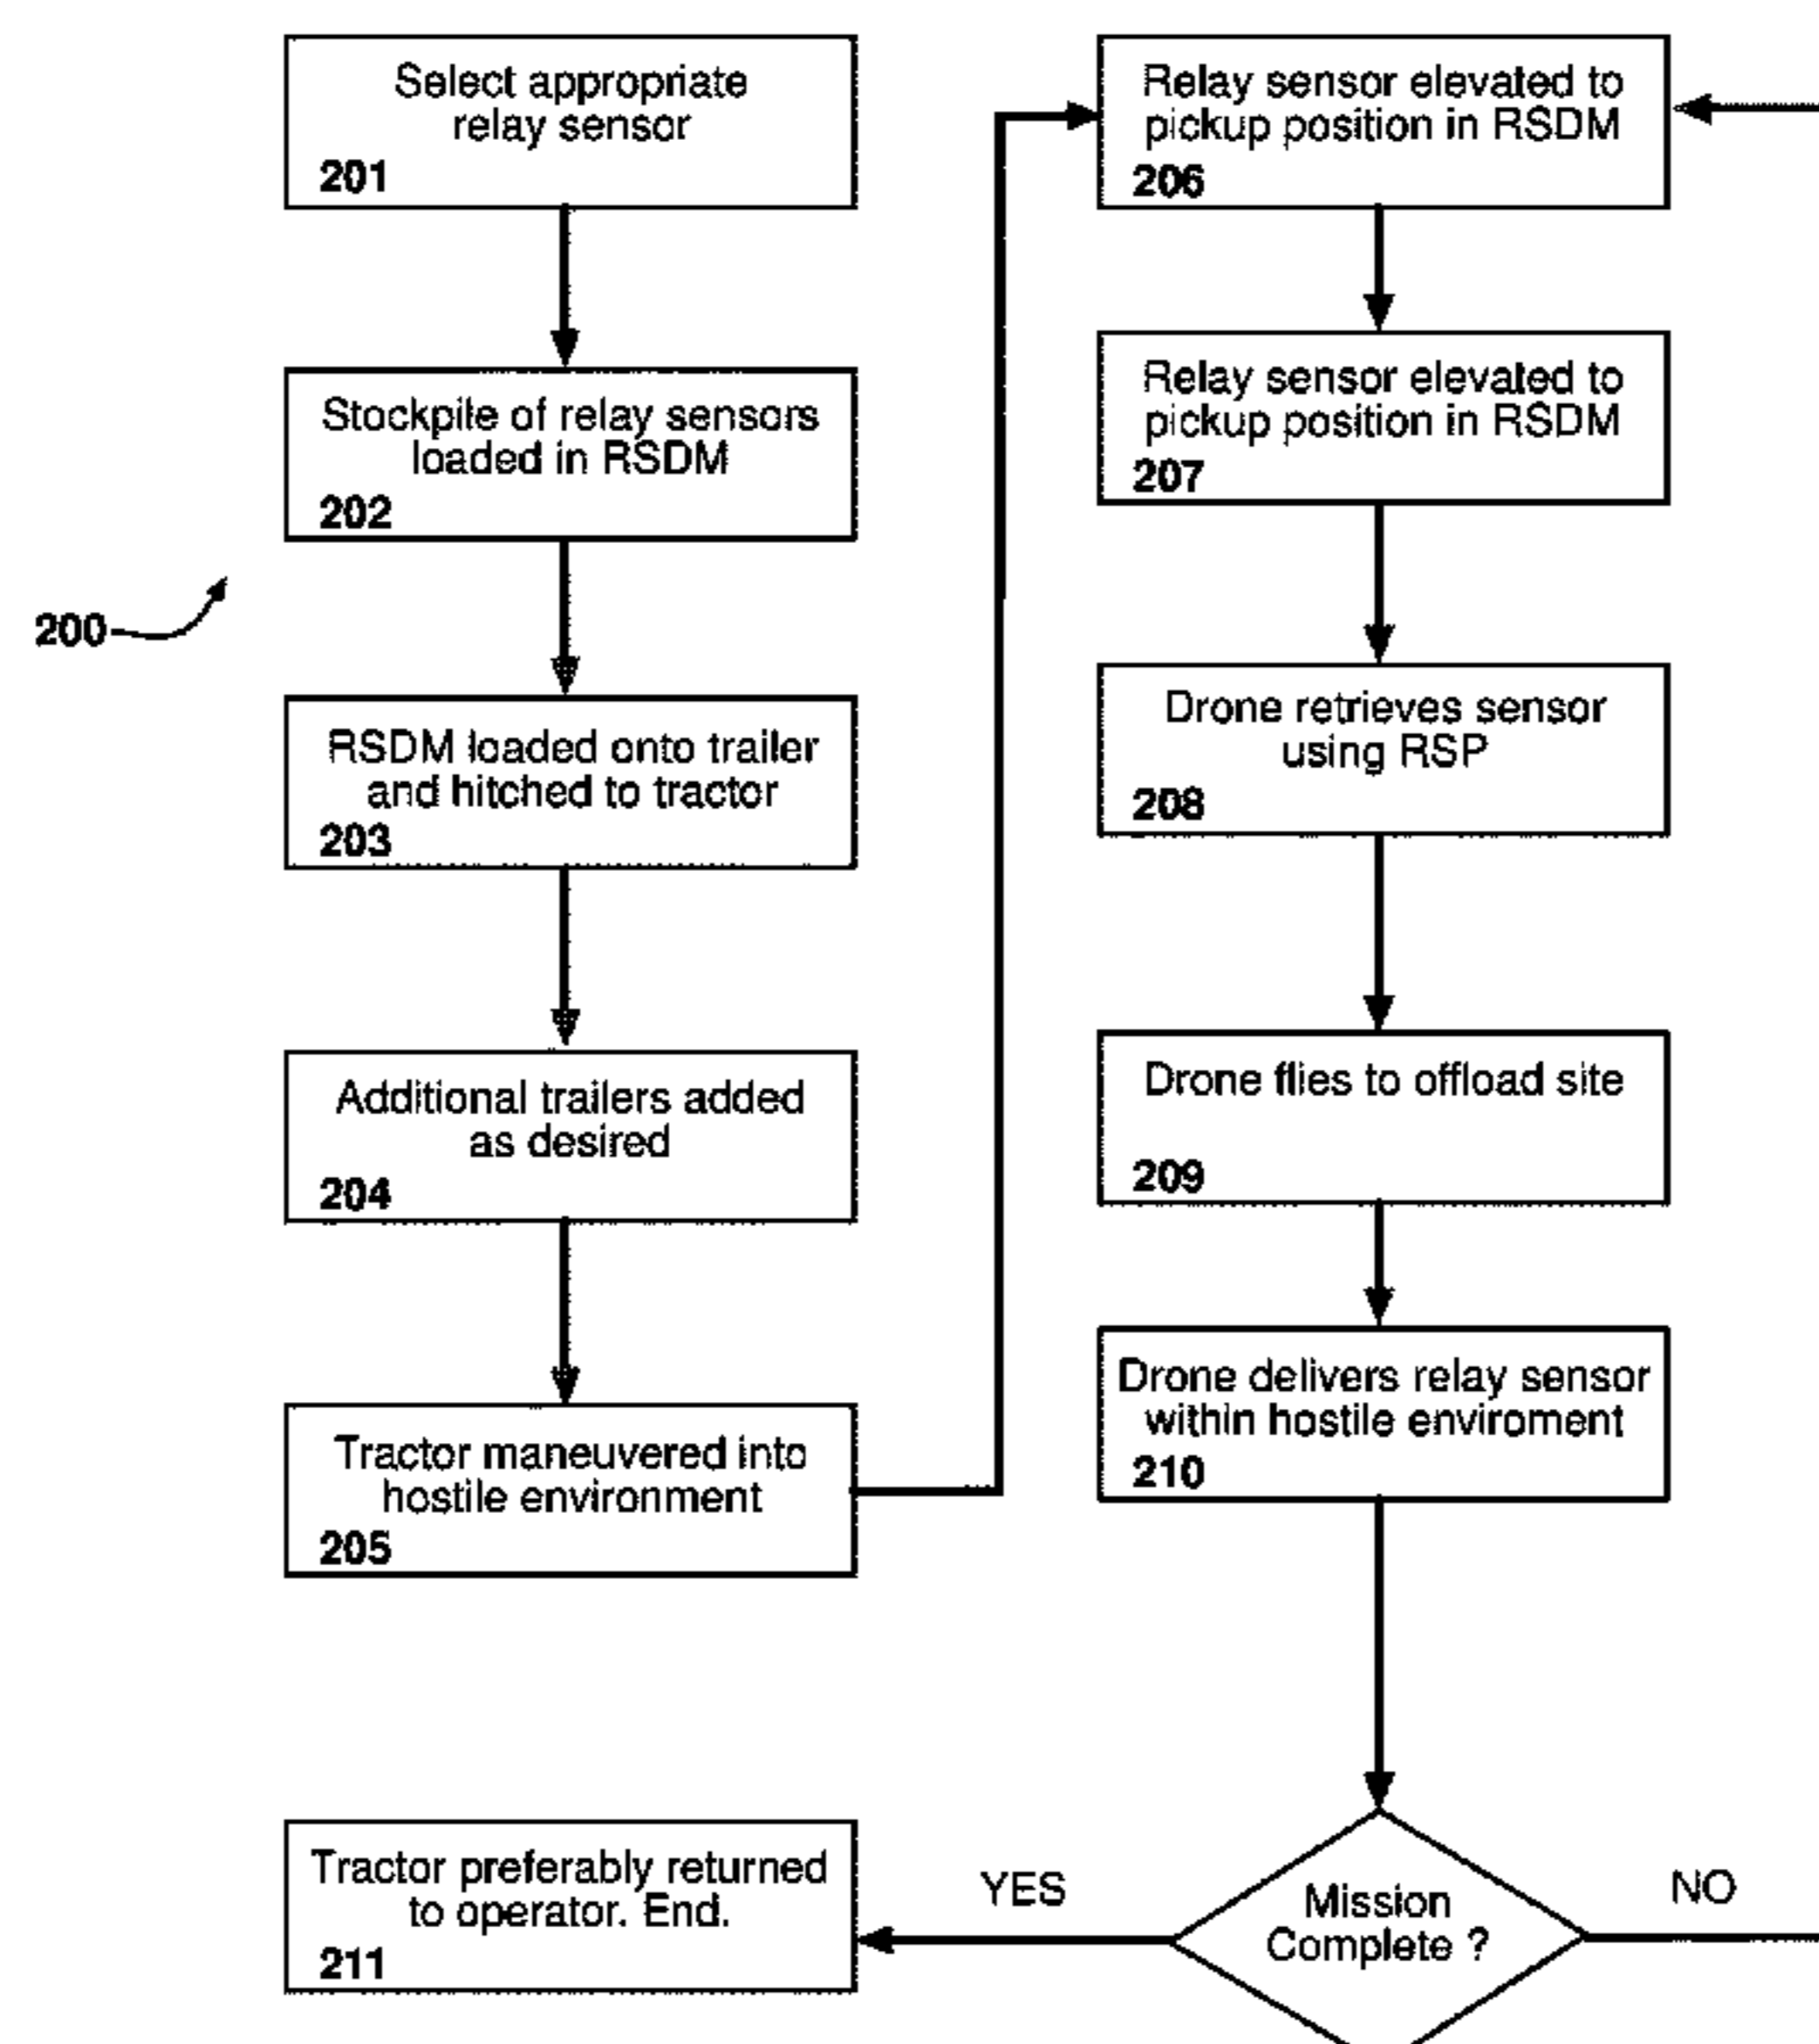 Select appropriate
relay sensor
201
Stockpile of relay sensors
loaded in RSDM
202
200
RSDM loaded onto trailer
and hitched to tractor
203
Additional trailers added
as desired
204
Tractor maneuvered into
hostile environment
205
Relay sensor elevated to
pickup position in RSDM
206
Relay sensor elevated to
pickup position in RSDM
207
Drone retrieves sensor
using RSP
208
Drone flies to offload site
209
Drone delivers relay sensor
within hostile enviroment
210
Mission
Complete ?
YES
NO
Tractor preferably returned
to operator. End.
211